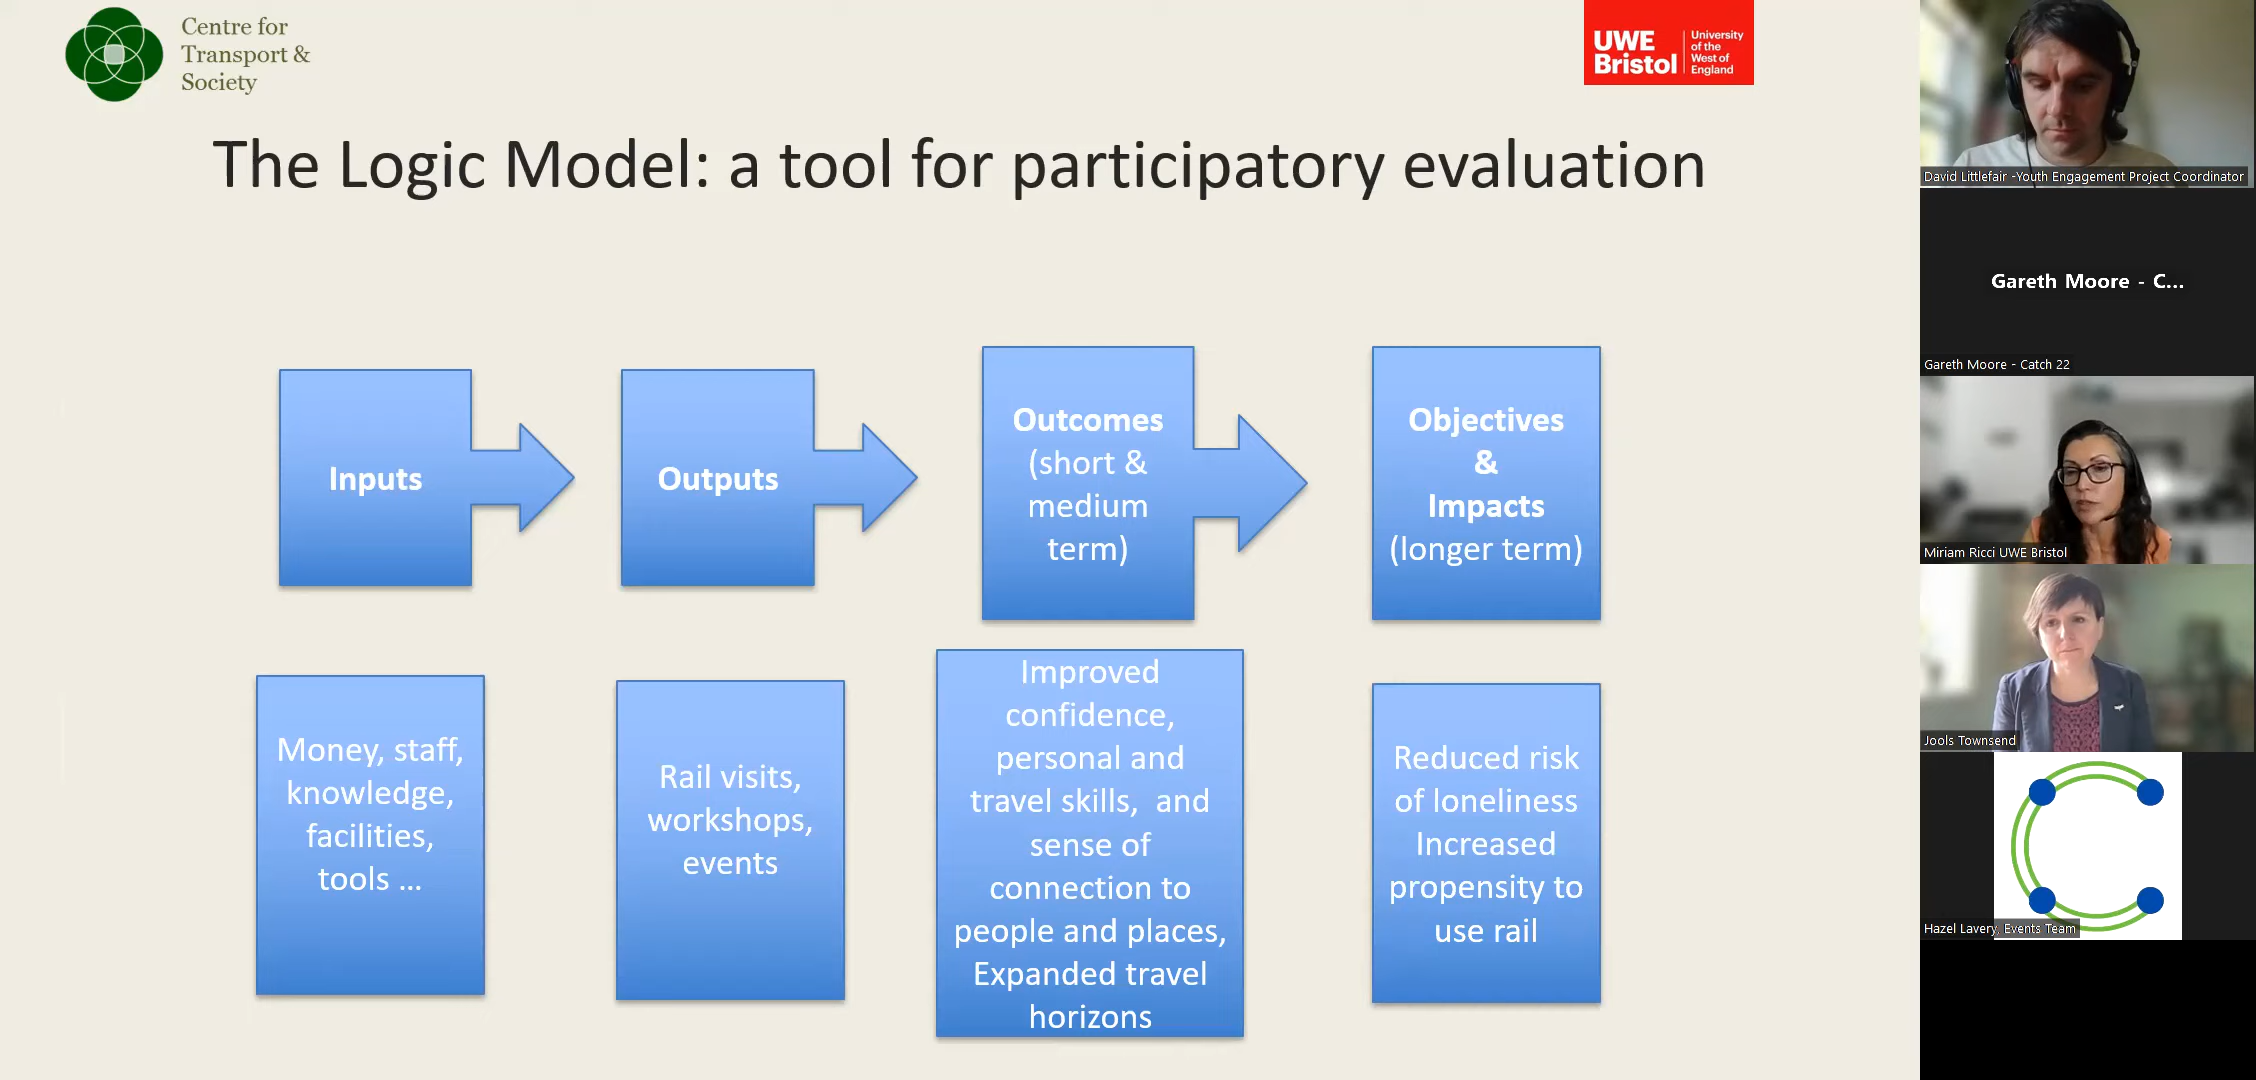 Centre for
Transport &
Society
UWE
Bristol
University
of the
West of
England
The Logic Model: a tool for participatory evaluation
Inputs
Outputs
Outcomes
(short &
medium
term)
Objectives
&
Impacts
(longer term)
Money, staff,
knowledge,
facilities,
tools ...
Rail visits,
workshops,
events
Improved
confidence,
personal and
travel skills,  and
sense of
connection to
people and places,
Expanded travel
horizons
Reduced risk
of loneliness
Increased
propensity to
use rail
David Littlefair -Youth Engagement Project Coordinator
Gareth Moore - C...
Gareth Moore - Catch 22
Miriam Ricci UWE Bristol
Jools Townsend
Hazel Lavery, Events Team